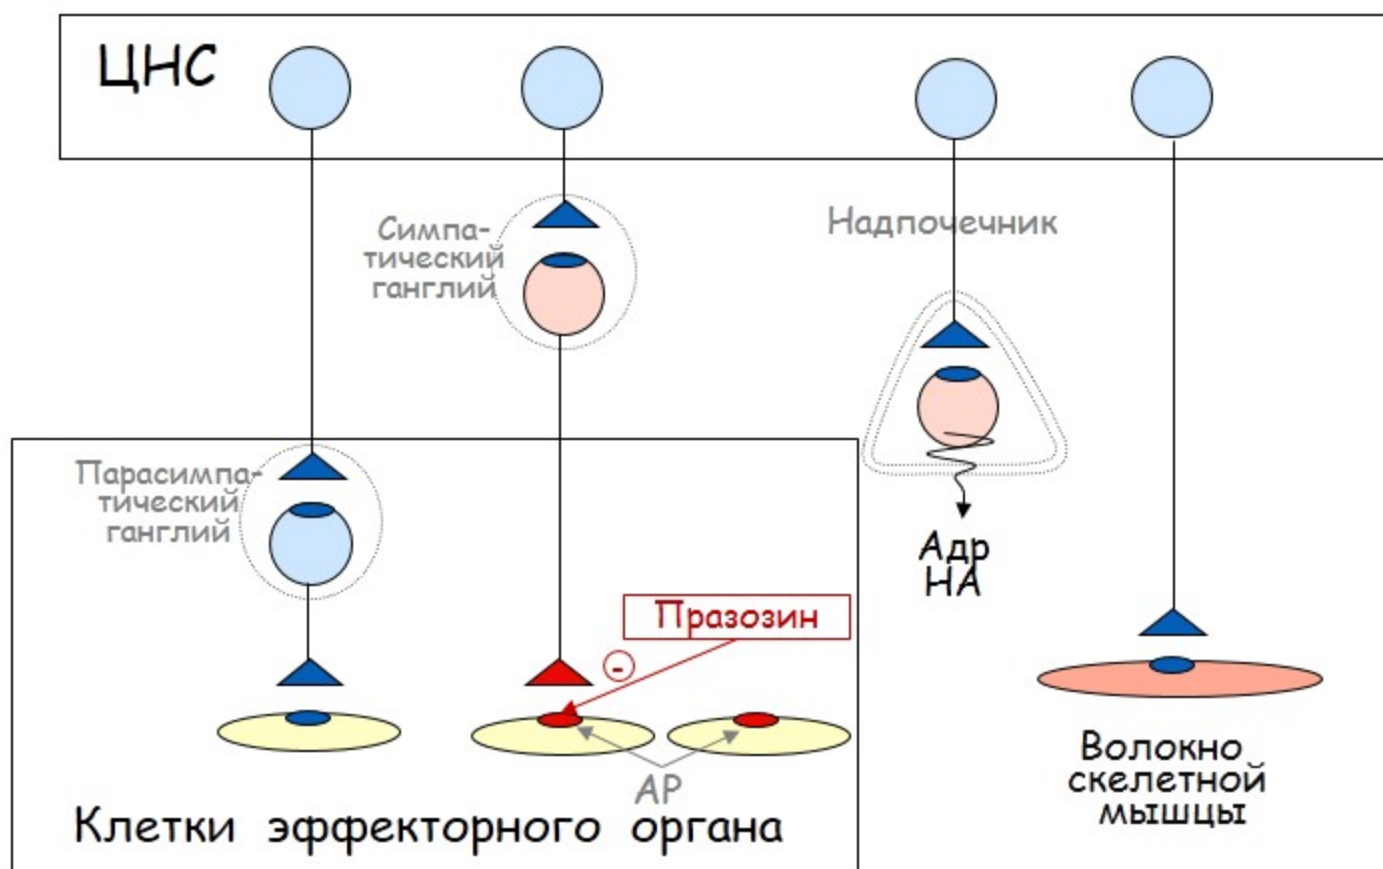 ЦНС
Симпа-
тический
ганглий
Надпочечник
Парасимпа-
тический
ганглий
Адр
НА
Празозин
-
АР
Волокно
скелетной
мышцы
Клетки эффекторного органа